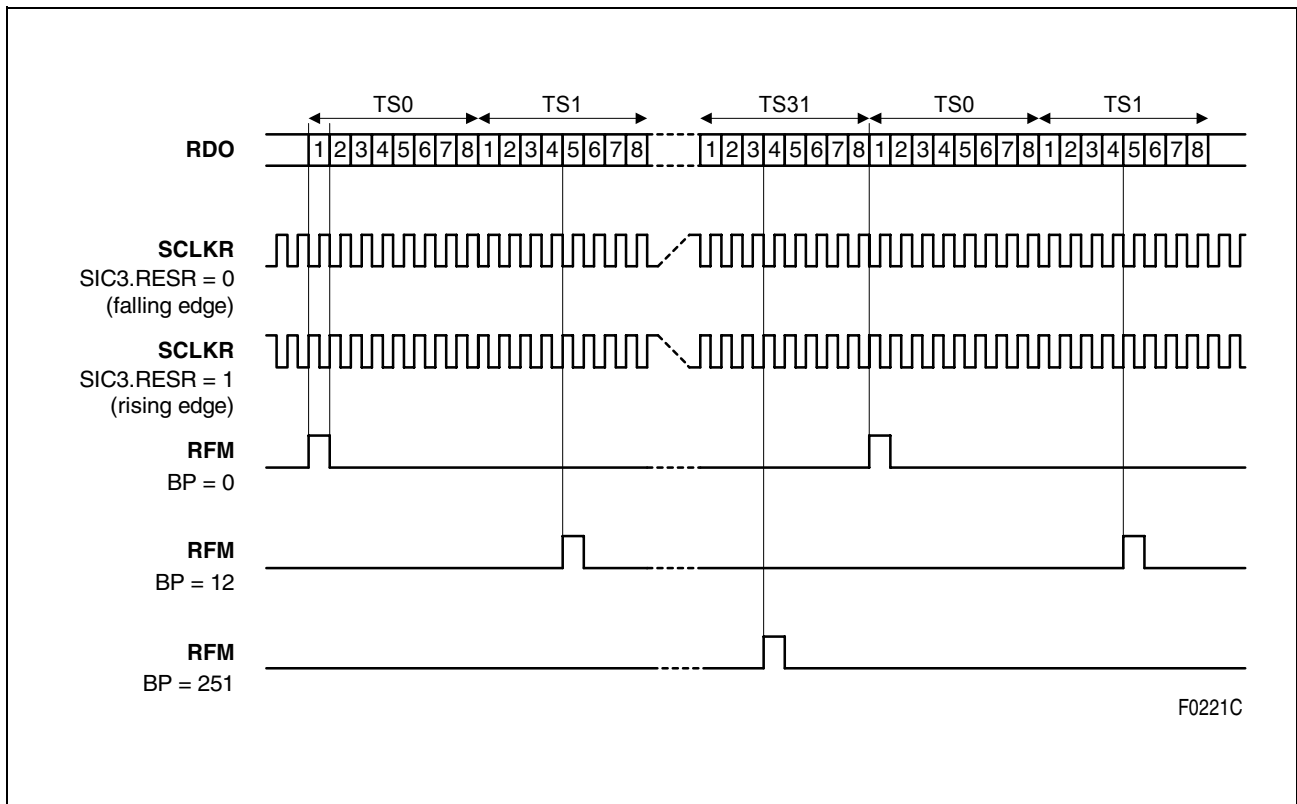 TS0 TS1 TS31 TS0 TS1
RDO 1 2 3 4 5 6 7 8 1 2 3 4 5 6 7 8 1 2 3 4 5 6 7 8 1 2 3 4 5 6 7 8 1 2 3 4 5 6 7 8
SCLKR
SIC3.RESR = 0
(falling edge)
SCLKR
SIC3.RESR = 1
(rising edge)
RFM
BP = 0
RFM
BP = 12
RFM
BP = 251
F0221C